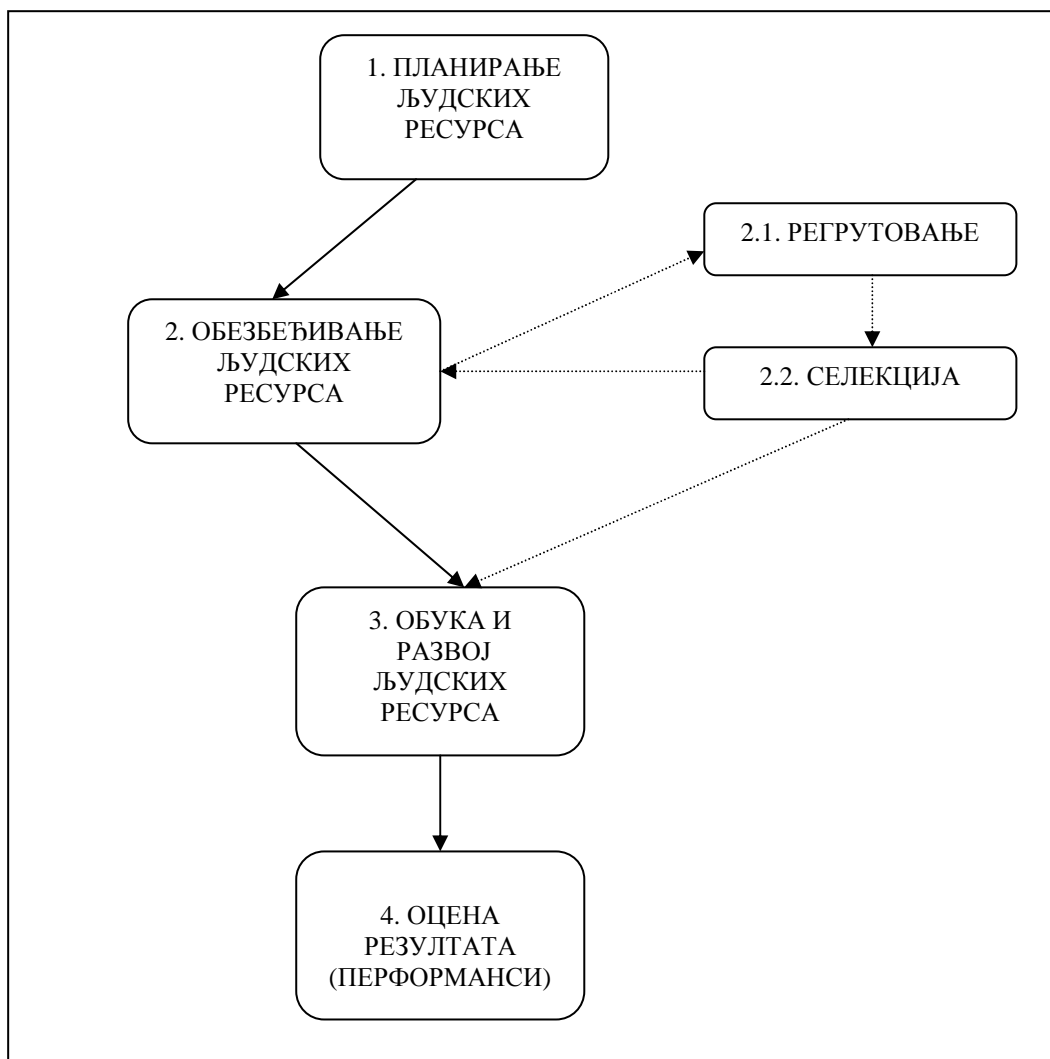 1. ПЛАНИРАЊЕ
ЉУДСКИХ
РЕСУРСА
2.1. РЕГРУТОВАЊЕ
2. ОБЕЗБЕЂИВАЊЕ
ЉУДСКИХ
РЕСУРСА
2.2. СЕЛЕКЦИЈА
3. ОБУКА И
РАЗВОЈ
ЉУДСКИХ
РЕСУРСА
4. ОЦЕНА
РЕЗУЛТАТА
(ПЕРФОРМАНСИ)